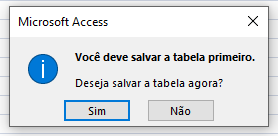 Microsoft Access
Você deve salvar a tabela primeiro.
Deseja salvar a tabela agora?
Sim
Não